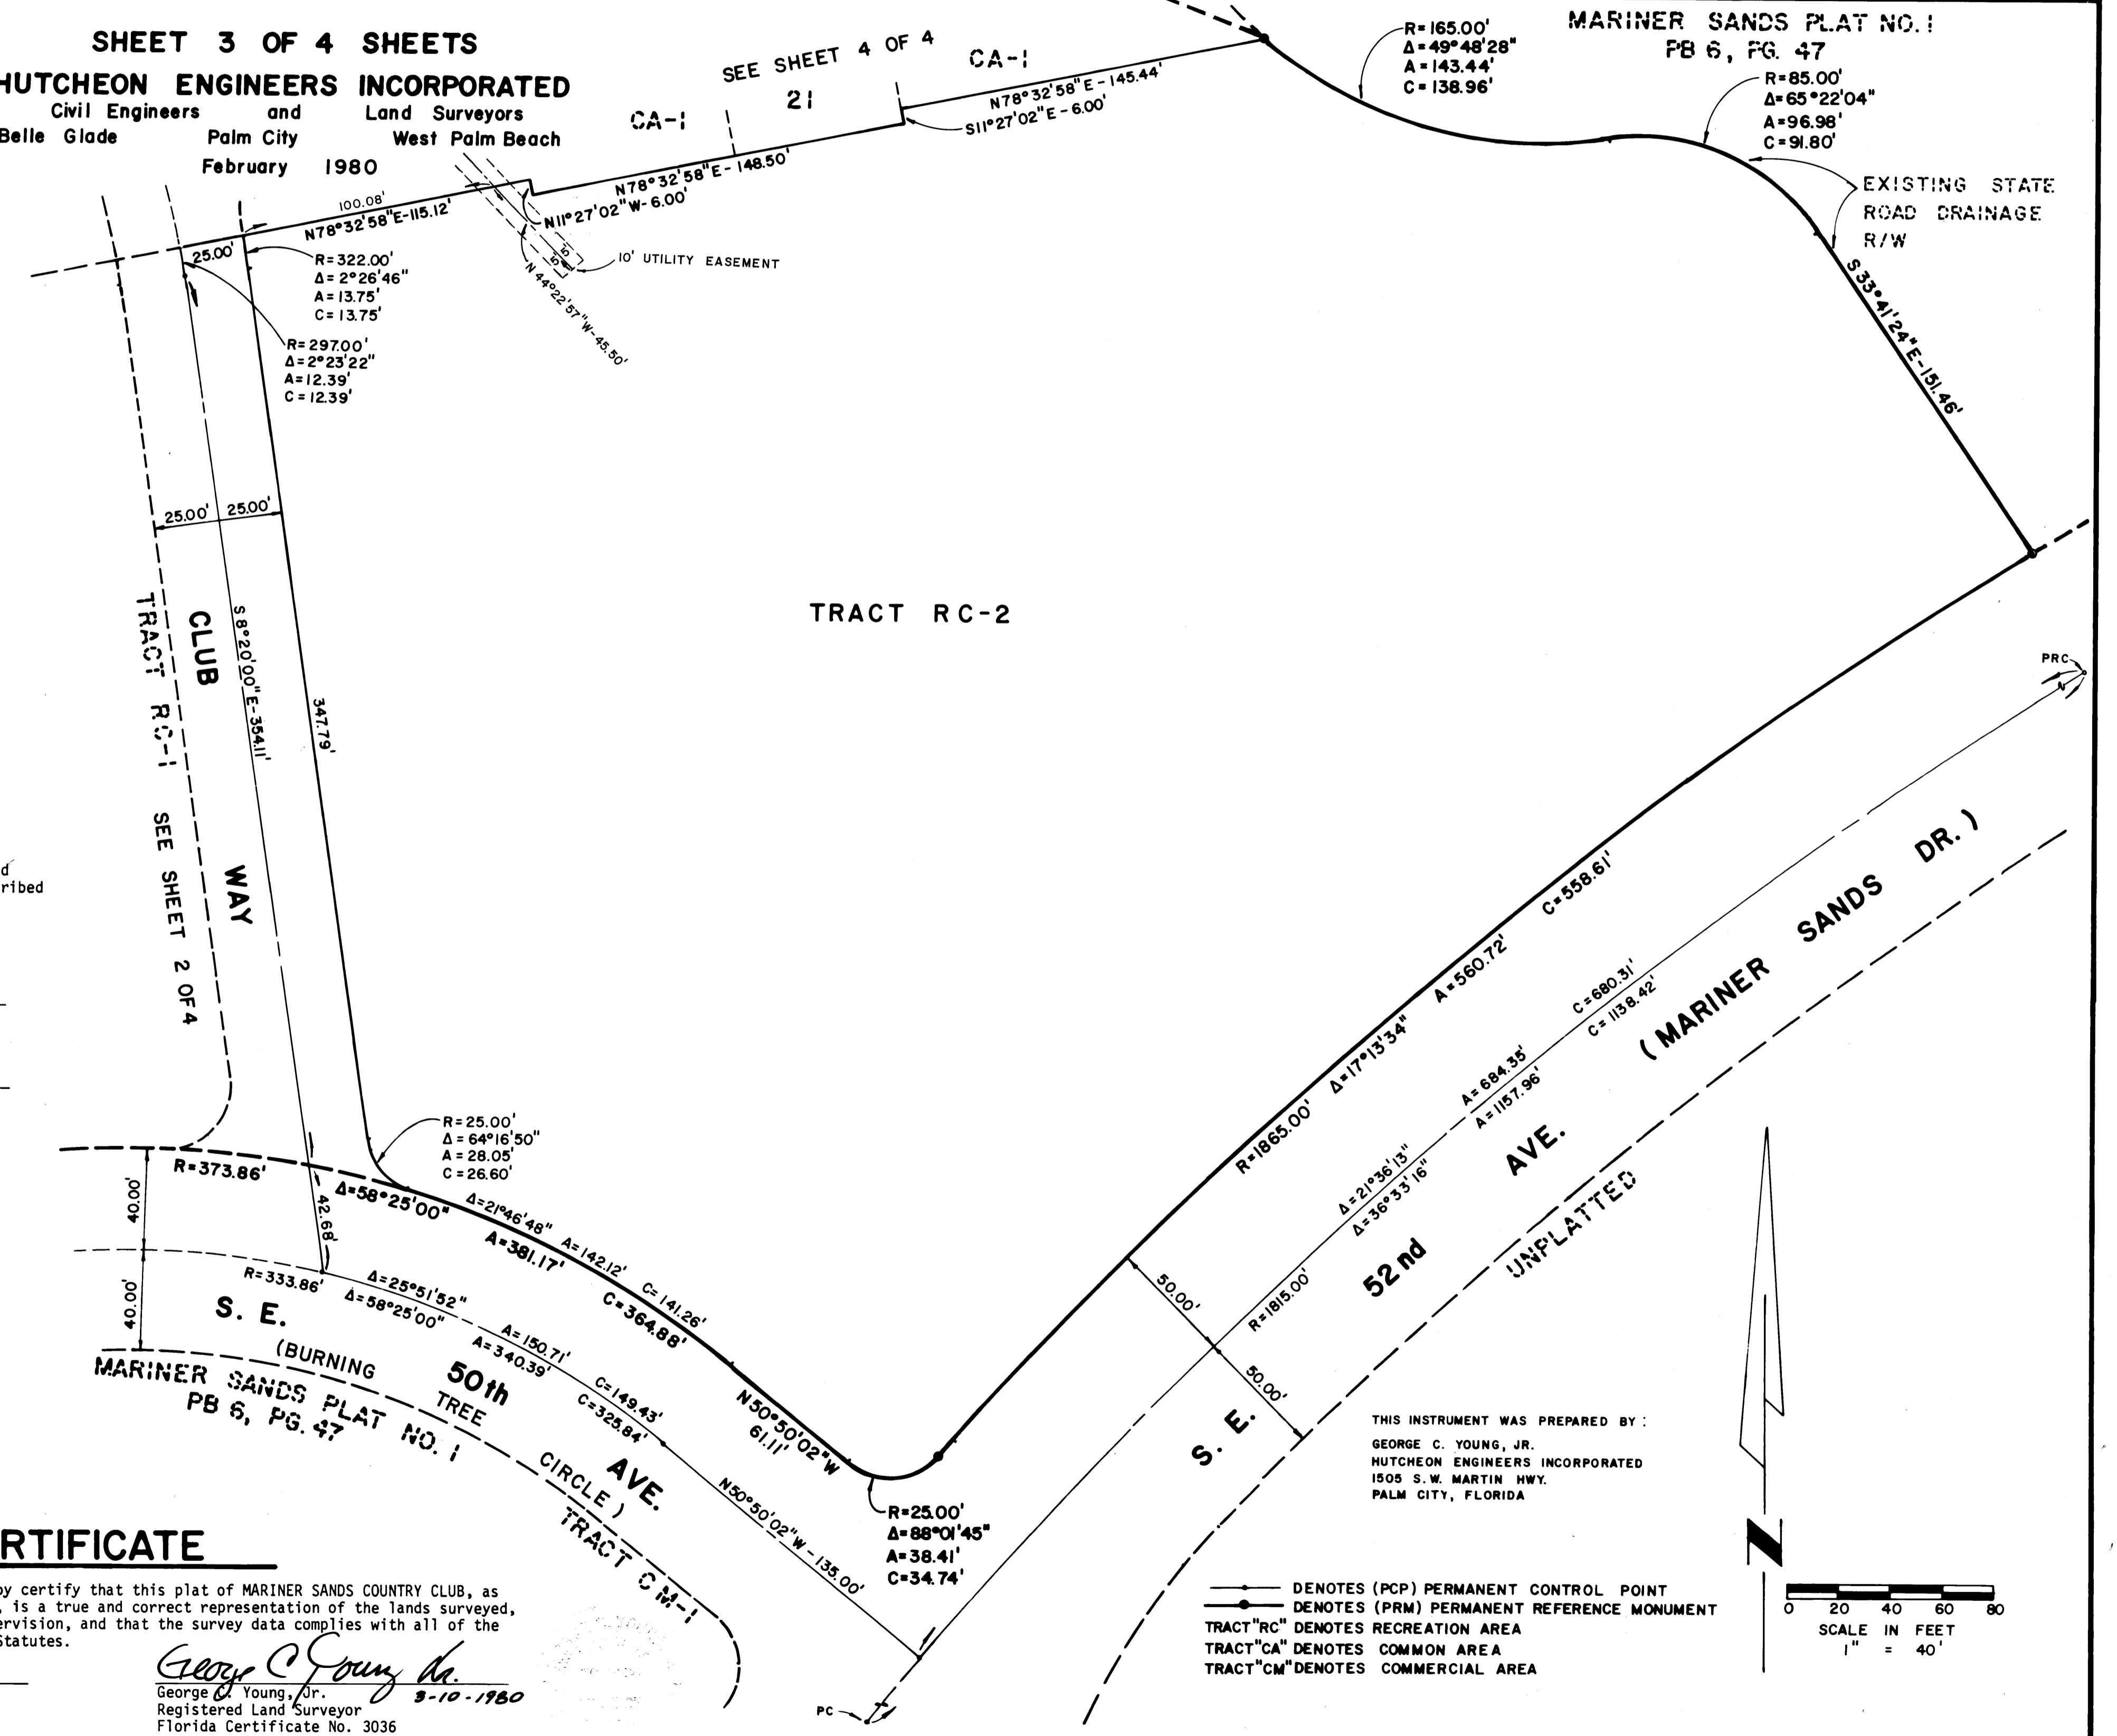 SHEET 3 OF 4 SHEETS
HUTCHEON ENGINEERS INCORPORATED
Civil Engineers and Land Surveyors
Belle Glade Palm City West Palm Beach
February 1980
SEE SHEET 4 OF 4
CA-1
21
CA-1
N78°32'58"E-145.44'
S11°27'02"E-6.00'
N78°32'58"E-148.50'
N11°27'02"W-6.00'
100.08'
N78°32'58"E-115.12'
25.00'
5'
5'
10' UTILITY EASEMENT
N44°22'57"W-45.50'
R=322.00'
Δ=2°26'46"
A=13.75'
C=13.75'
R=297.00'
Δ=2°23'22"
A=12.39'
C=12.39'
R=165.00'
Δ=49°48'28"
A=143.44'
C=138.96'
MARINER SANDS PLAT NO. 1
PB 6, PG. 47
R=85.00'
Δ=65°22'04"
A=96.98'
C=91.80'
EXISTING STATE
ROAD DRAINAGE
R/W
S33°41'24"E-151.46'
25.00' 25.00'
TRACT RC-1 SEE SHEET 2 OF 4
CLUB WAY
S8°20'00"E-354.11'
347.79'
TRACT RC-2
PRC
d
ribed
R=25.00'
Δ=64°16'50"
A=28.05'
C=26.60'
R=373.86' Δ=58°25'00" A=381.17' C=364.88'
Δ=21°46'48" A=142.12' C=141.26'
40.00'
40.00'
42.68'
R=333.86'
Δ=25°51'52" A=150.71' C=149.43'
Δ=58°25'00" A=340.39' C=325.84'
S. E. 50th AVE.
(BURNING TREE CIRCLE)
MARINER SANDS PLAT NO. 1
PB 6, PG. 47
TRACT CM-1
N50°50'02"W
61.11'
N50°50'02"W-135.00'
R=25.00'
Δ=88°01'45"
A=38.41'
C=34.74'
PC
R=1865.00' Δ=17°13'34" A=560.72' C=558.61'
R=1815.00'
Δ=21°36'13" A=684.35' C=680.31'
Δ=36°33'16" A=1157.96' C=1138.42'
50.00'
50.00'
S. E. 52nd AVE. (MARINER SANDS DR.)
UNPLATTED
THIS INSTRUMENT WAS PREPARED BY:
GEORGE C. YOUNG, JR.
HUTCHEON ENGINEERS INCORPORATED
1505 S.W. MARTIN HWY.
PALM CITY, FLORIDA
N
DENOTES (PCP) PERMANENT CONTROL POINT
DENOTES (PRM) PERMANENT REFERENCE MONUMENT
TRACT "RC" DENOTES RECREATION AREA
TRACT "CA" DENOTES COMMON AREA
TRACT "CM" DENOTES COMMERCIAL AREA
0 20 40 60 80
SCALE IN FEET
1" = 40'
RTIFICATE
by certify that this plat of MARINER SANDS COUNTRY CLUB, as
, is a true and correct representation of the lands surveyed,
ervision, and that the survey data complies with all of the
Statutes.
George C Young Jr.
George C. Young, Jr. 3-10-1980
Registered Land Surveyor
Florida Certificate No. 3036